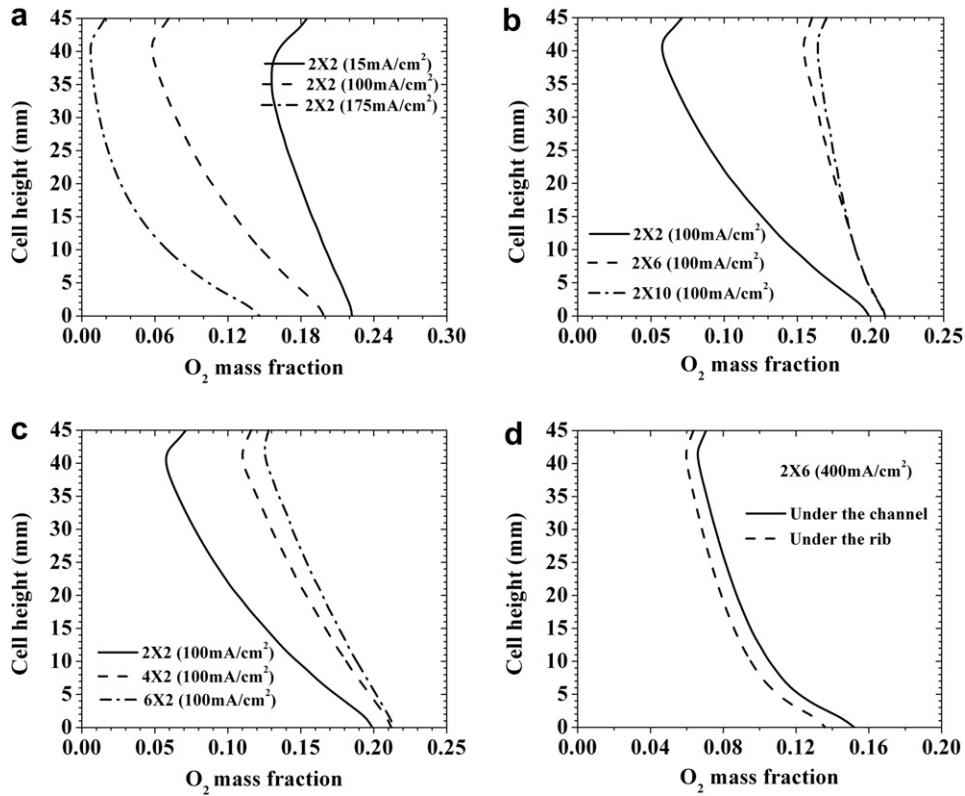 a
45
40
35
30
25
20
15
10
5
0
Cell height (mm)
2X2 (15mA/cm²)
2X2 (100mA/cm²)
2X2 (175mA/cm²)
0.00 0.06 0.12 0.18 0.24 0.30
O₂ mass fraction
b
45
40
35
30
25
20
15
10
5
0
Cell height (mm)
2X2 (100mA/cm²)
2X6 (100mA/cm²)
2X10 (100mA/cm²)
0.00 0.05 0.10 0.15 0.20 0.25
O₂ mass fraction
c
45
40
35
30
25
20
15
10
5
0
Cell height (mm)
2X2 (100mA/cm²)
4X2 (100mA/cm²)
6X2 (100mA/cm²)
0.00 0.05 0.10 0.15 0.20 0.25
O₂ mass fraction
d
45
40
35
30
25
20
15
10
5
0
Cell height (mm)
2X6 (400mA/cm²)
Under the channel
Under the rib
0.00 0.04 0.08 0.12 0.16 0.20
O₂ mass fraction